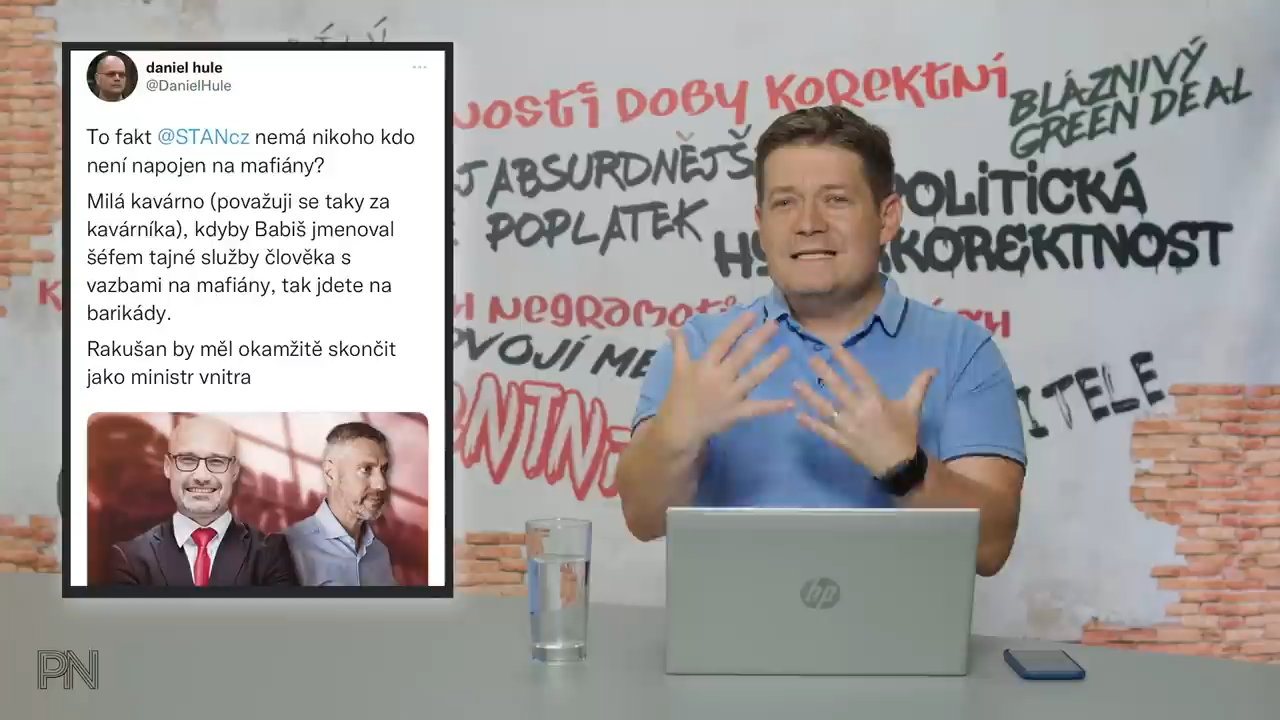 daniel hule
@DanielHule
To fakt @STANcz nemá nikoho kdo
není napojen na mafiány?
Milá kavárno (považuji se taky za
kavárníka), kdyby Babiš jmenoval
šéfem tajné služby člověka s
vazbami na mafiány, tak jdete na
barikády.
Rakušan by měl okamžitě skončit
jako ministr vnitra
DOBY KOREKTNÍ
BLÁZNIVÝ
GREEN DEAL
ABSURDNĚJŠ
POPLATEK
POLITICKÁ
KOREKTNOST
VOJÍ
ITELE
hp
PN